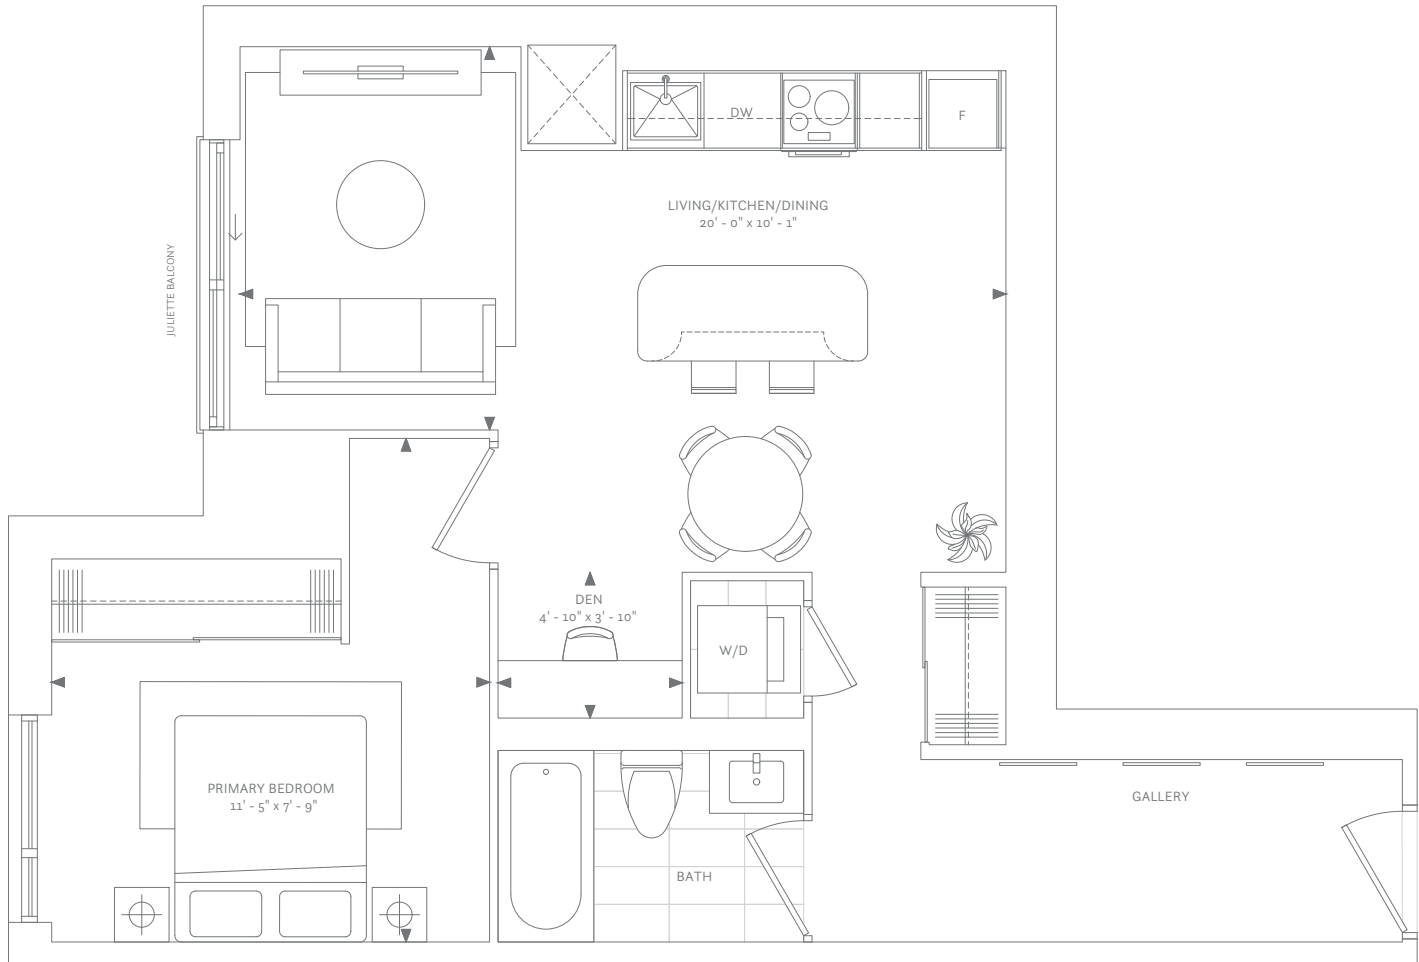 DW
F
LIVING/KITCHEN/DINING
20' - 0" x 10' - 1"
JULIETTE BALCONY
DEN
4' - 10" x 3' - 10"
W/D
PRIMARY BEDROOM
11' - 5" x 7' - 9"
GALLERY
BATH